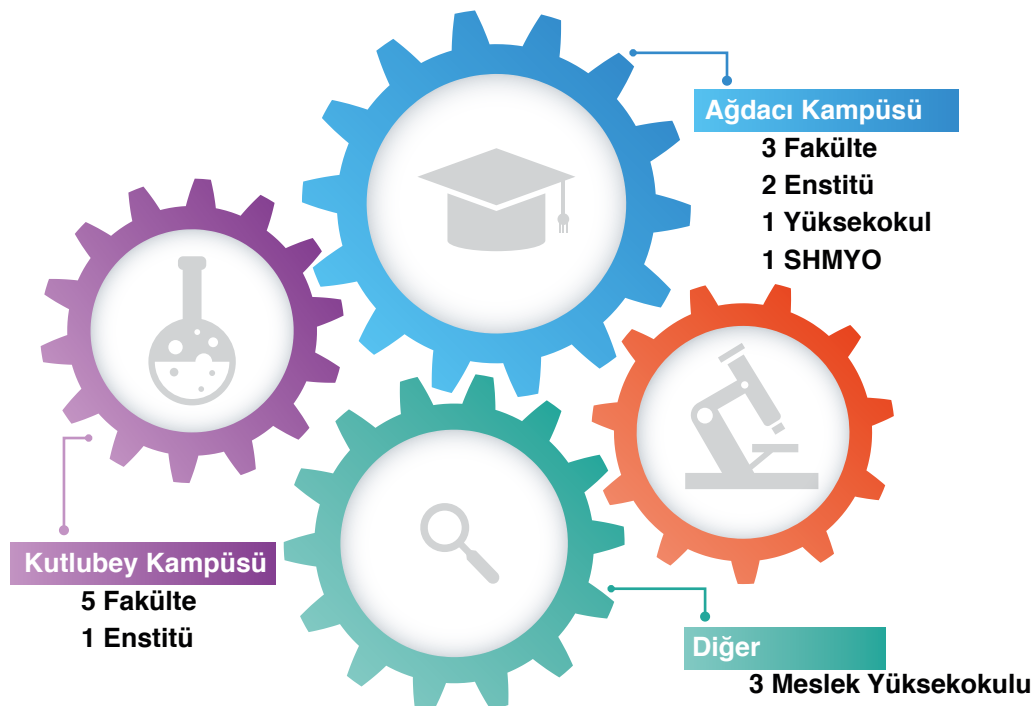 Ağdacı Kampüsü
3 Fakülte
2 Enstitü
1 Yüksekokul
1 SHMYO
Kutlubey Kampüsü
5 Fakülte
1 Enstitü
Diğer
3 Meslek Yüksekokulu